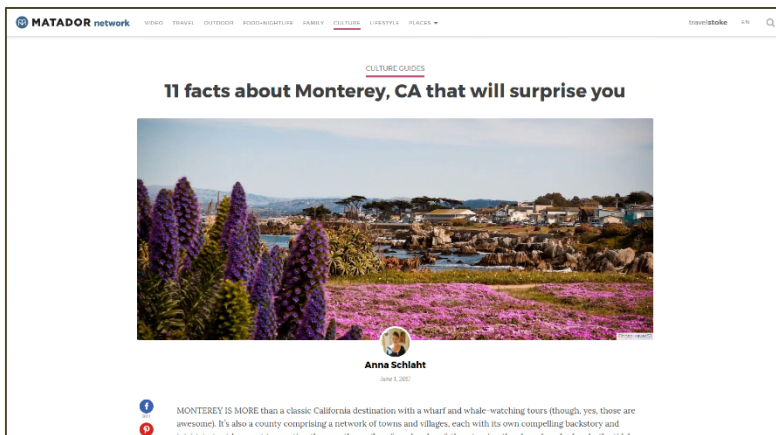 MATADOR network VIDEO TRAVEL OUTDOOR FOOD+NIGHTLIFE FAMILY CULTURE LIFESTYLE PLACES travelstoke EN
CULTURE GUIDES
11 facts about Monterey, CA that will surprise you
Anna Schlaht
June 1, 2017
MONTEREY IS MORE than a classic California destination with a wharf and whale-watching tours (though, yes, those are
awesome). It's also a county comprising a network of towns and villages, each with its own compelling backstory and